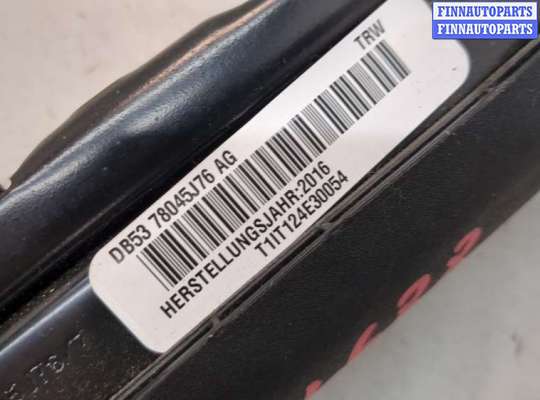 FINNAUTOPARTS
FINNAUTOPARTS
TRW
DB53 78045J76 AG
HERSTELLUNGSJAHR:2016
T1IT124E30054